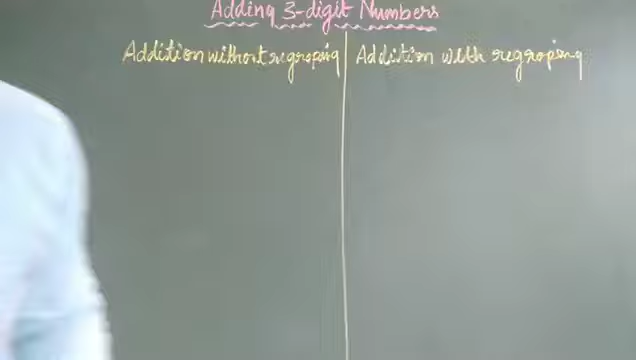 Adding 3-digit Numbers
Addition without regroping
Addition with regroping